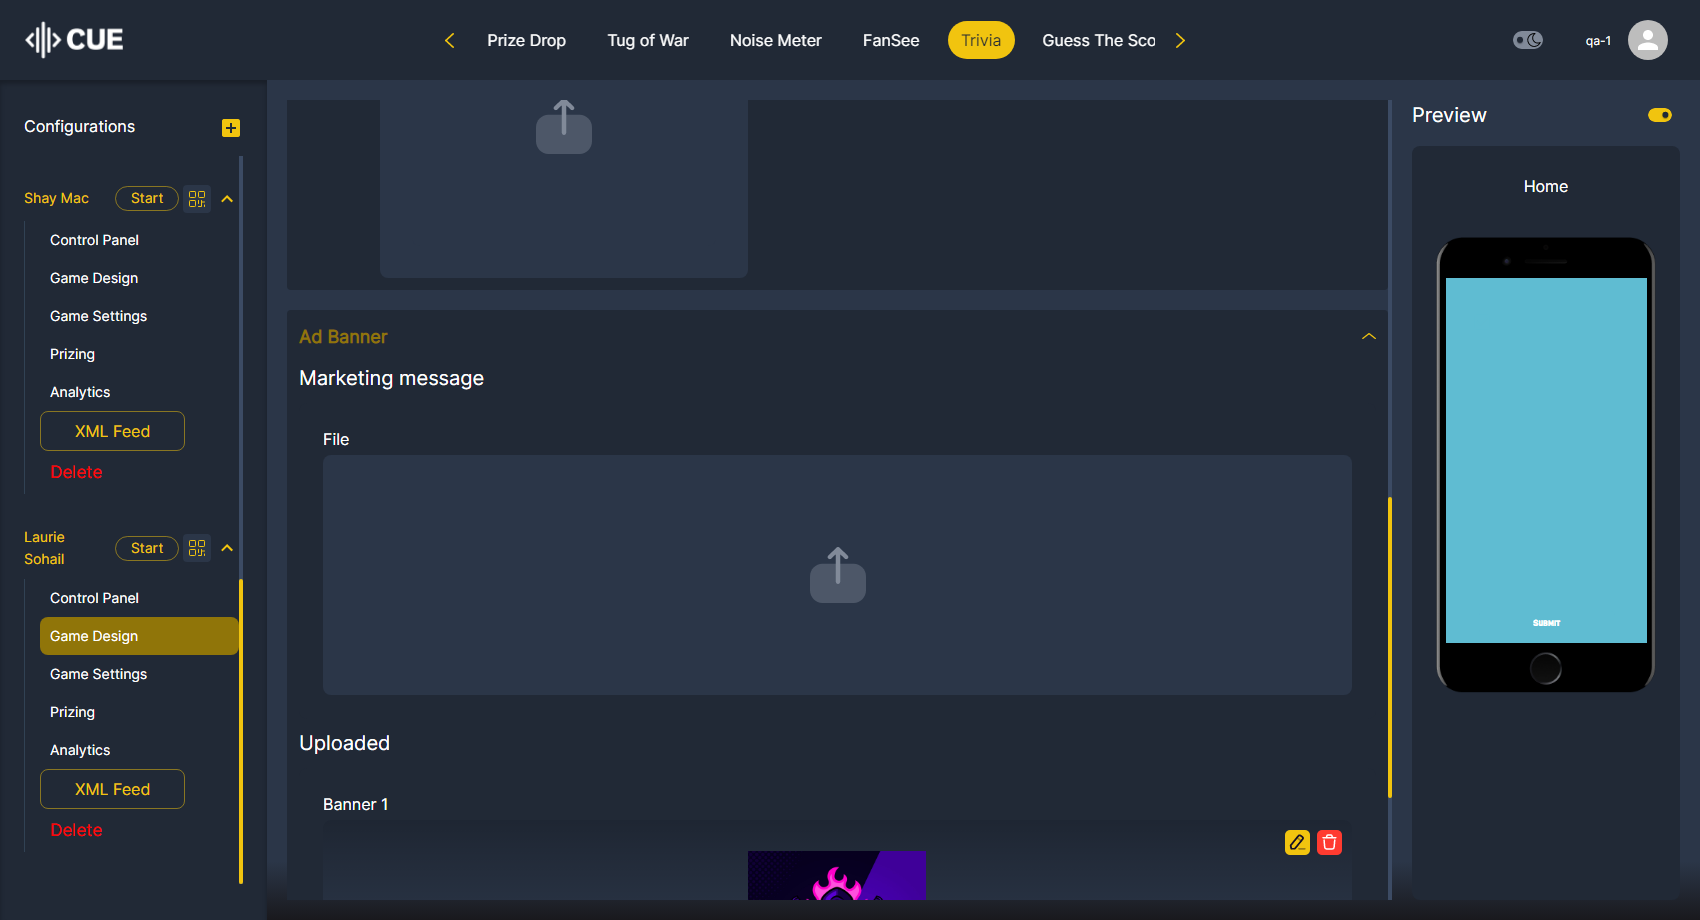 CUE
Prize Drop
Tug of War
Noise Meter
FanSee
Trivia
Guess The Sco
qa-1
Configurations
Shay Mac
Start
Control Panel
Game Design
Game Settings
Prizing
Analytics
XML Feed
Delete
Laurie
Sohail
Start
Control Panel
Game Design
Game Settings
Prizing
Analytics
XML Feed
Delete
Ad Banner
Marketing message
File
Uploaded
Banner 1
Preview
Home
Submit